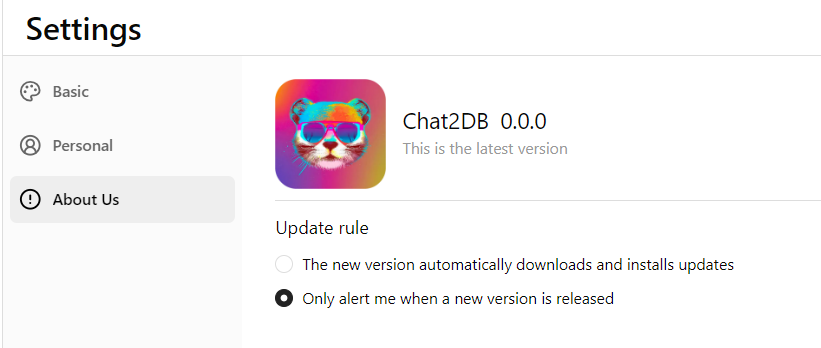 Settings
Basic
Personal
About Us
Chat2DB 0.0.0
This is the latest version
Update rule
The new version automatically downloads and installs updates
Only alert me when a new version is released